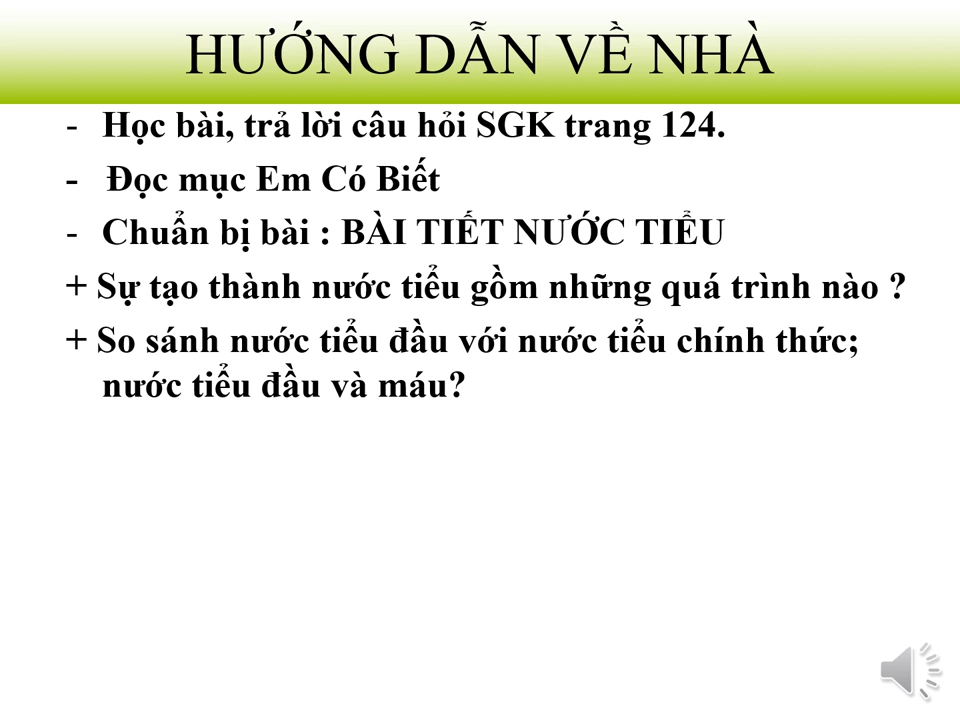 HƯỚNG DẪN VỀ NHÀ
- Học bài, trả lời câu hỏi SGK trang 124.
- Đọc mục Em Có Biết
- Chuẩn bị bài : BÀI TIẾT NƯỚC TIỂU
+ Sự tạo thành nước tiểu gồm những quá trình nào ?
+ So sánh nước tiểu đầu với nước tiểu chính thức;
nước tiểu đầu và máu?